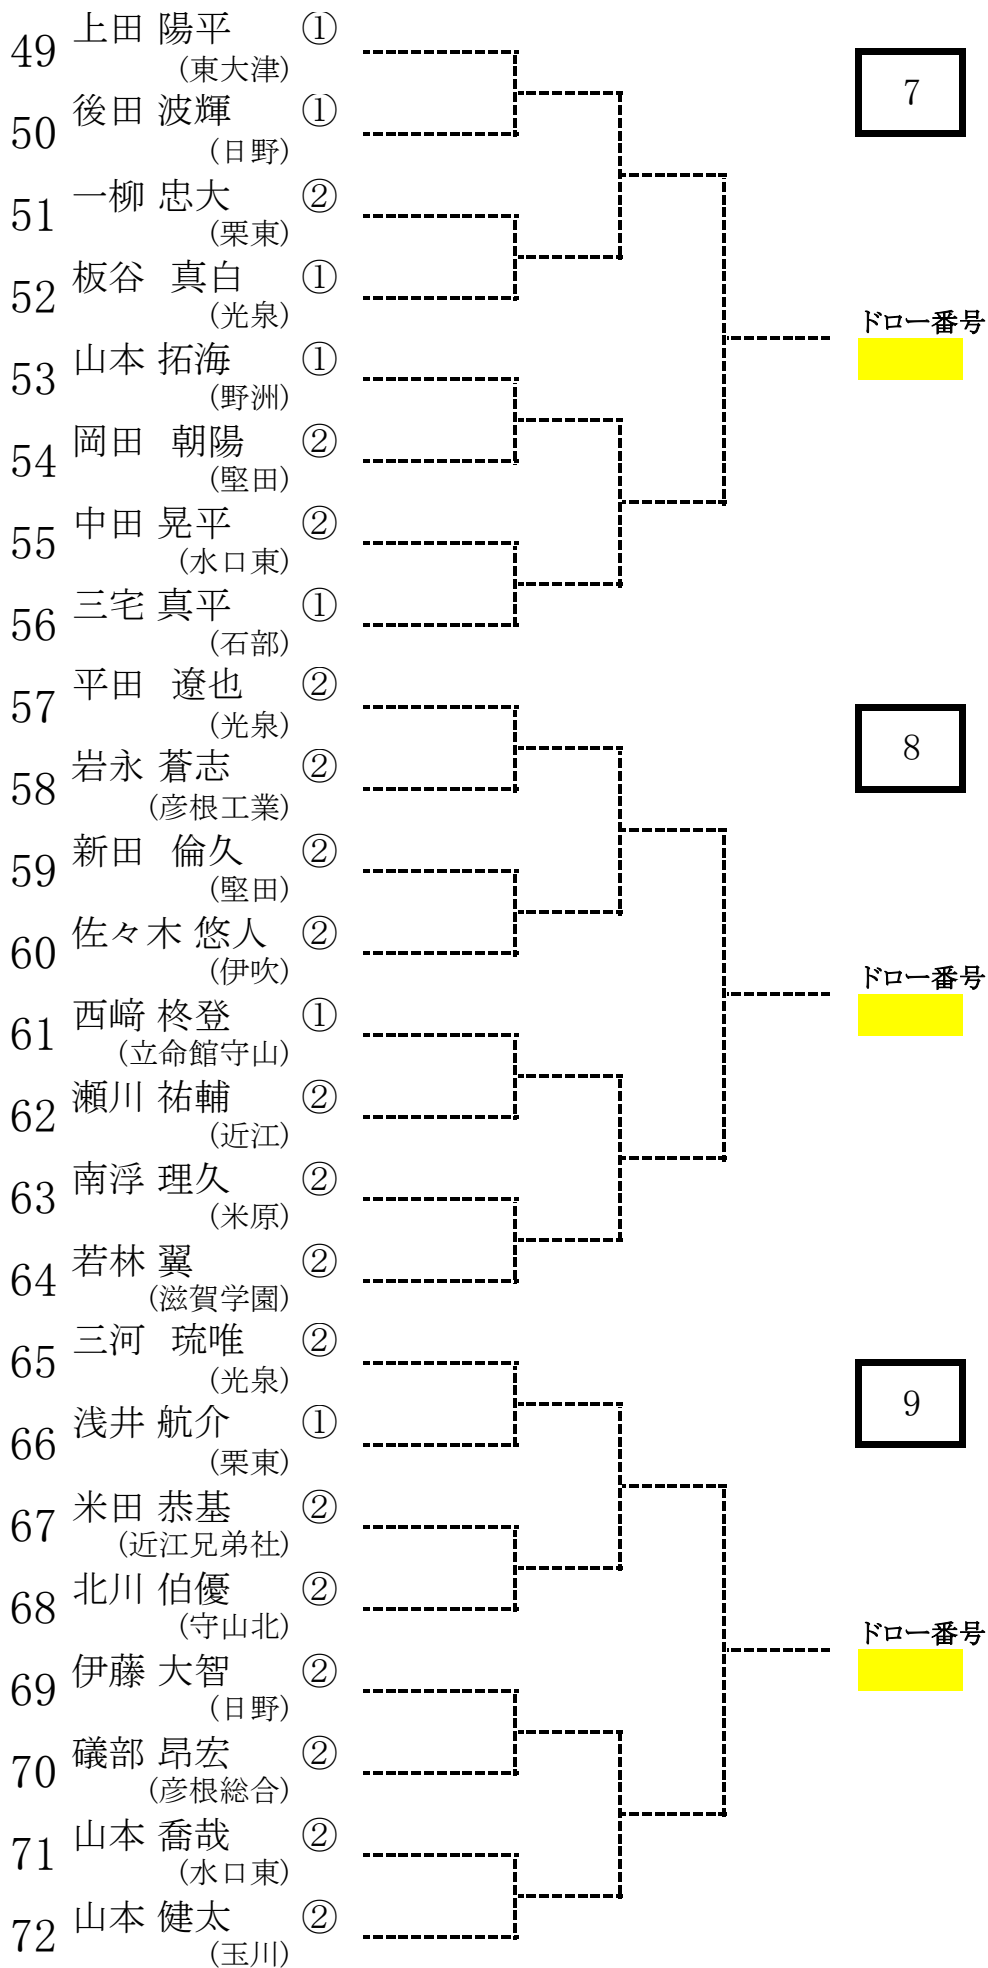 49 上田 陽平 ①
(東大津)
50 後田 波輝 ①
(日野)
51 一柳 忠大 ②
(栗東)
52 板谷 真白 ①
(光泉)
53 山本 拓海 ①
(野洲)
54 岡田 朝陽 ②
(堅田)
55 中田 晃平 ②
(水口東)
56 三宅 真平 ①
(石部)
7
ドロー番号
57 平田 遼也 ②
(光泉)
58 岩永 蒼志 ②
(彦根工業)
59 新田 倫久 ②
(堅田)
60 佐々木 悠人 ②
(伊吹)
61 西﨑 柊登 ①
(立命館守山)
62 瀬川 祐輔 ②
(近江)
63 南浮 理久 ②
(米原)
64 若林 翼 ②
(滋賀学園)
8
ドロー番号
65 三河 琉唯 ②
(光泉)
66 浅井 航介 ①
(栗東)
67 米田 恭基 ②
(近江兄弟社)
68 北川 伯優 ②
(守山北)
69 伊藤 大智 ②
(日野)
70 礒部 昂宏 ②
(彦根総合)
71 山本 喬哉 ②
(水口東)
72 山本 健太 ②
(玉川)
9
ドロー番号